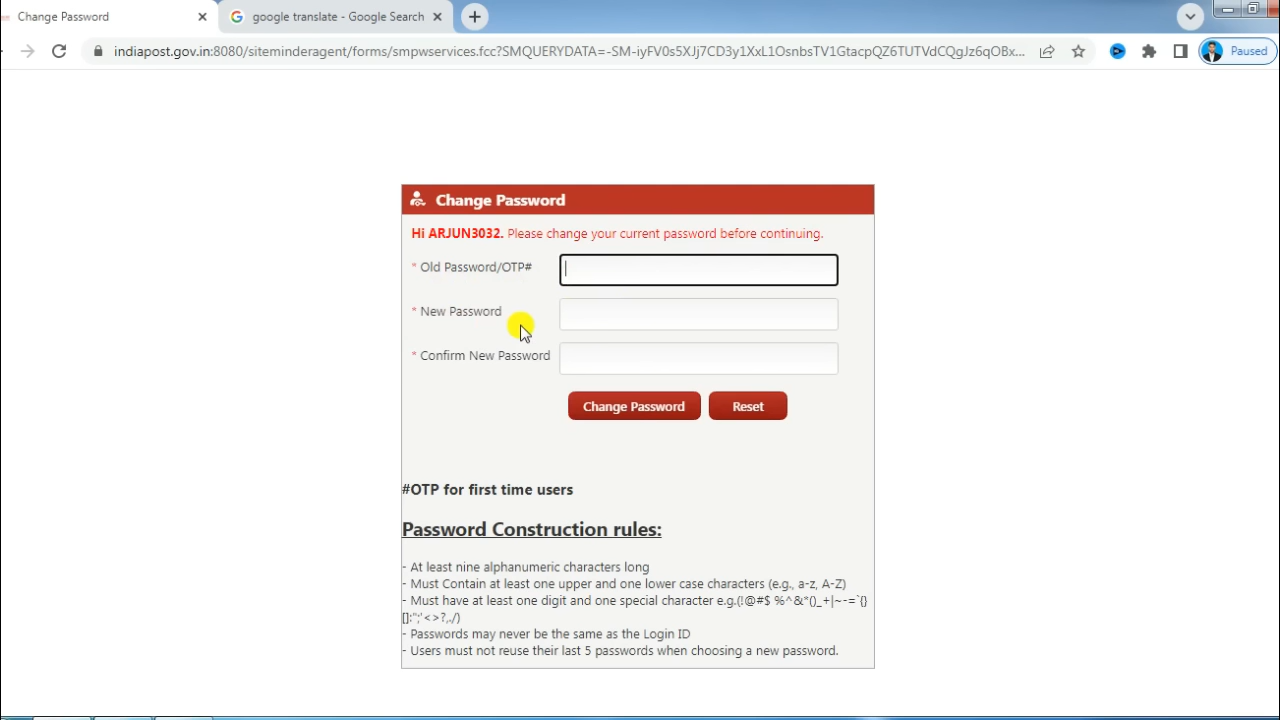 Change Password
google translate - Google Search
indiapost.gov.in:8080/siteminderagent/forms/smpwservices.fcc?SMQUERYDATA=-SM-iyFV0s5XJj7CD3y1XxL1OsnbsTV1GtacpQZ6TUTVdCQgJz6qOBx...
Paused
Change Password
Hi ARJUN3032. Please change your current password before continuing.
* Old Password/OTP#
* New Password
* Confirm New Password
Change Password Reset
#OTP for first time users
Password Construction rules:
- At least nine alphanumeric characters long
- Must Contain at least one upper and one lower case characters (e.g., a-z, A-Z)
- Must have at least one digit and one special character e.g.(!@#$ %^&*()_+|~-=`{}
[]:";'<>?,./)
- Passwords may never be the same as the Login ID
- Users must not reuse their last 5 passwords when choosing a new password.